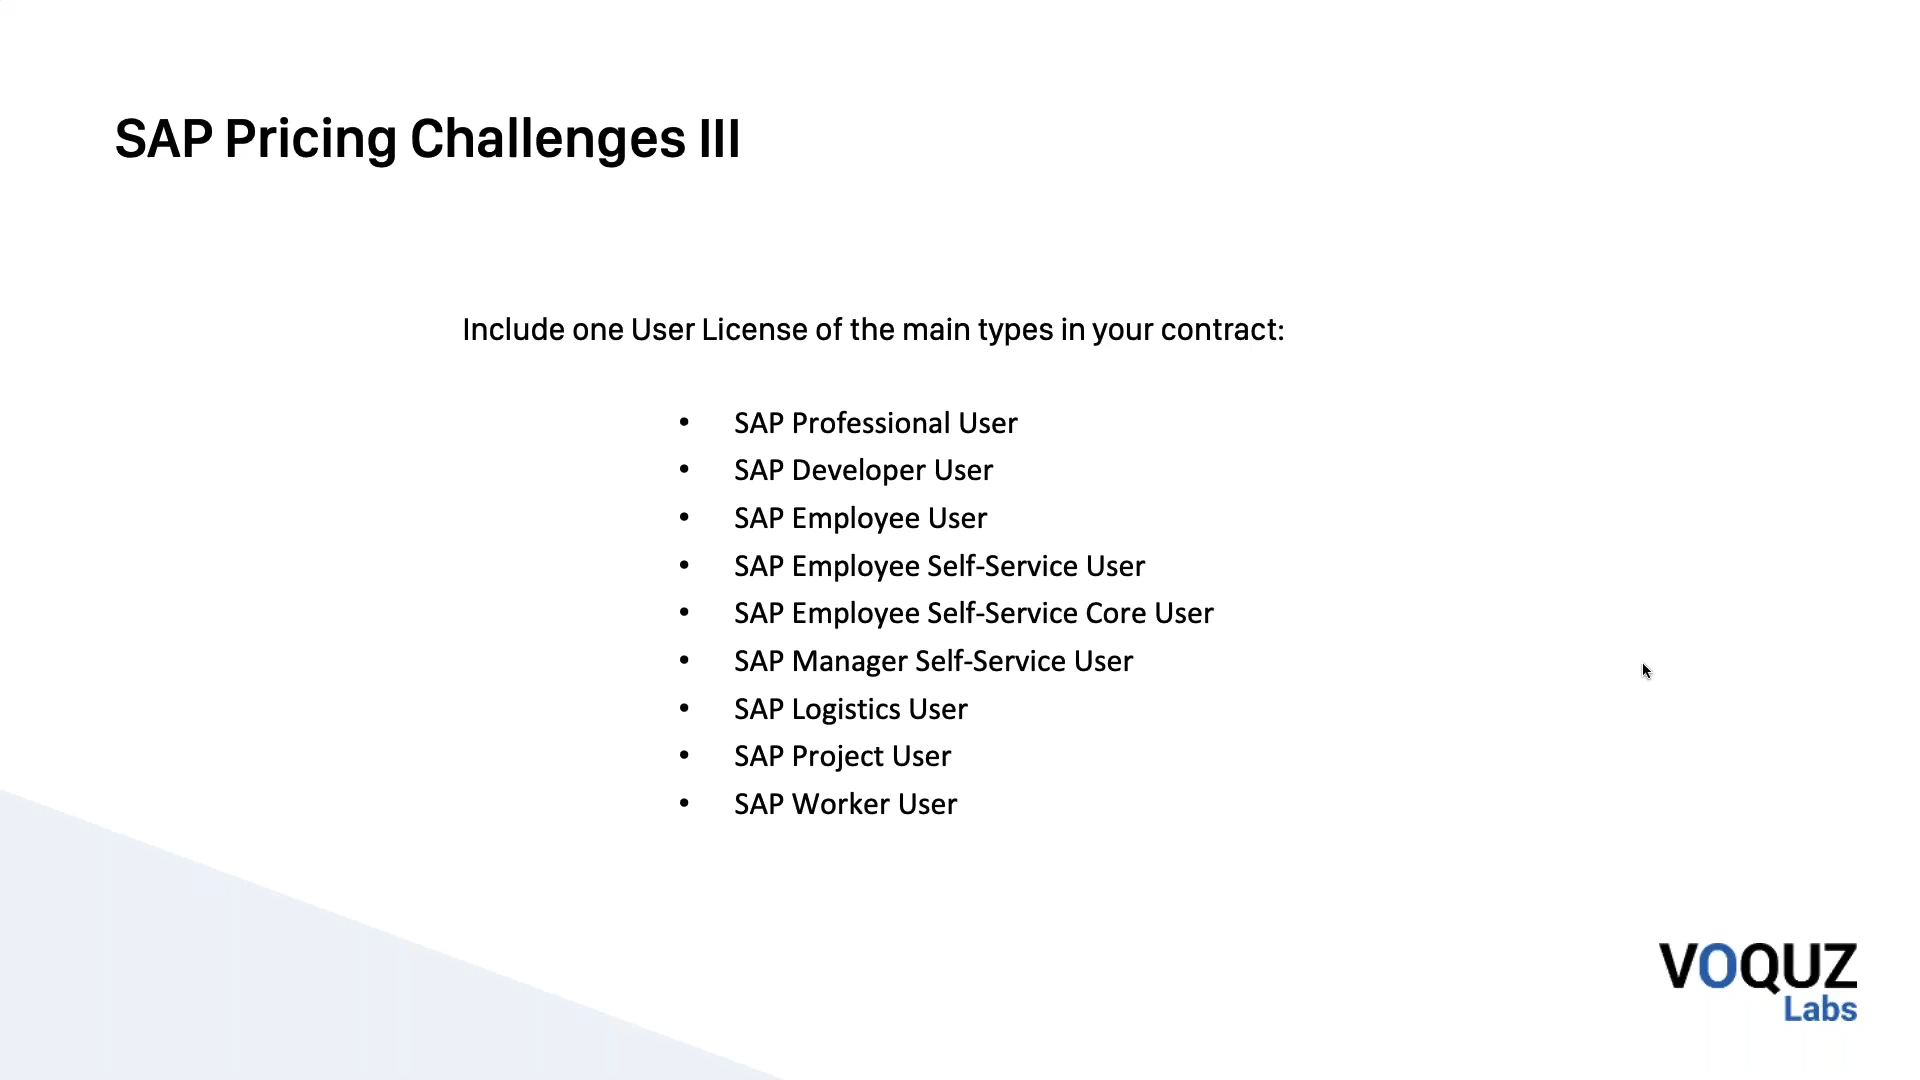 SAP Pricing Challenges III
Include one User License of the main types in your contract:
• SAP Professional User
• SAP Developer User
• SAP Employee User
• SAP Employee Self-Service User
• SAP Employee Self-Service Core User
• SAP Manager Self-Service User
• SAP Logistics User
• SAP Project User
• SAP Worker User
VOQUZ
Labs